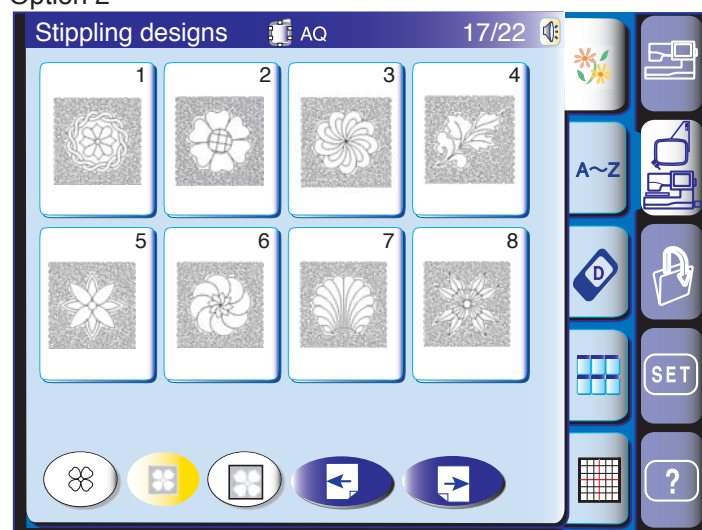 Option 2
Stippling designs AQ 17/22
1 2 3 4
5 6 7 8
A~Z
D
SET
?